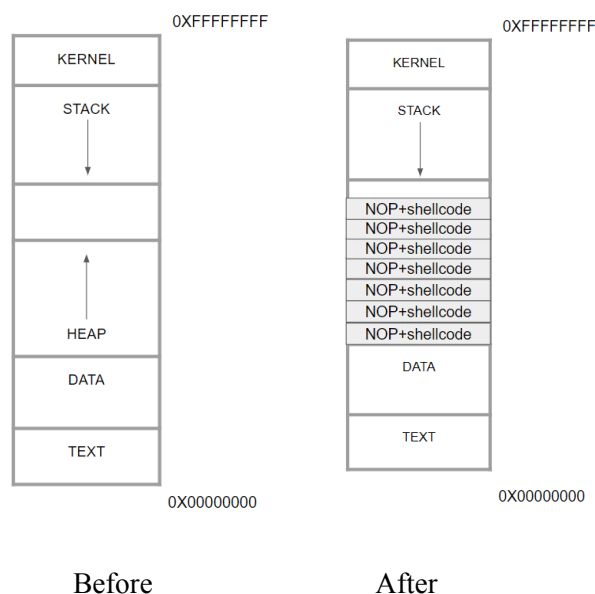 0XFFFFFFFF
KERNEL
STACK
HEAP
DATA
TEXT
0X00000000
Before
0XFFFFFFFF
KERNEL
STACK
NOP+shellcode
NOP+shellcode
NOP+shellcode
NOP+shellcode
NOP+shellcode
NOP+shellcode
NOP+shellcode
DATA
TEXT
0X00000000
After